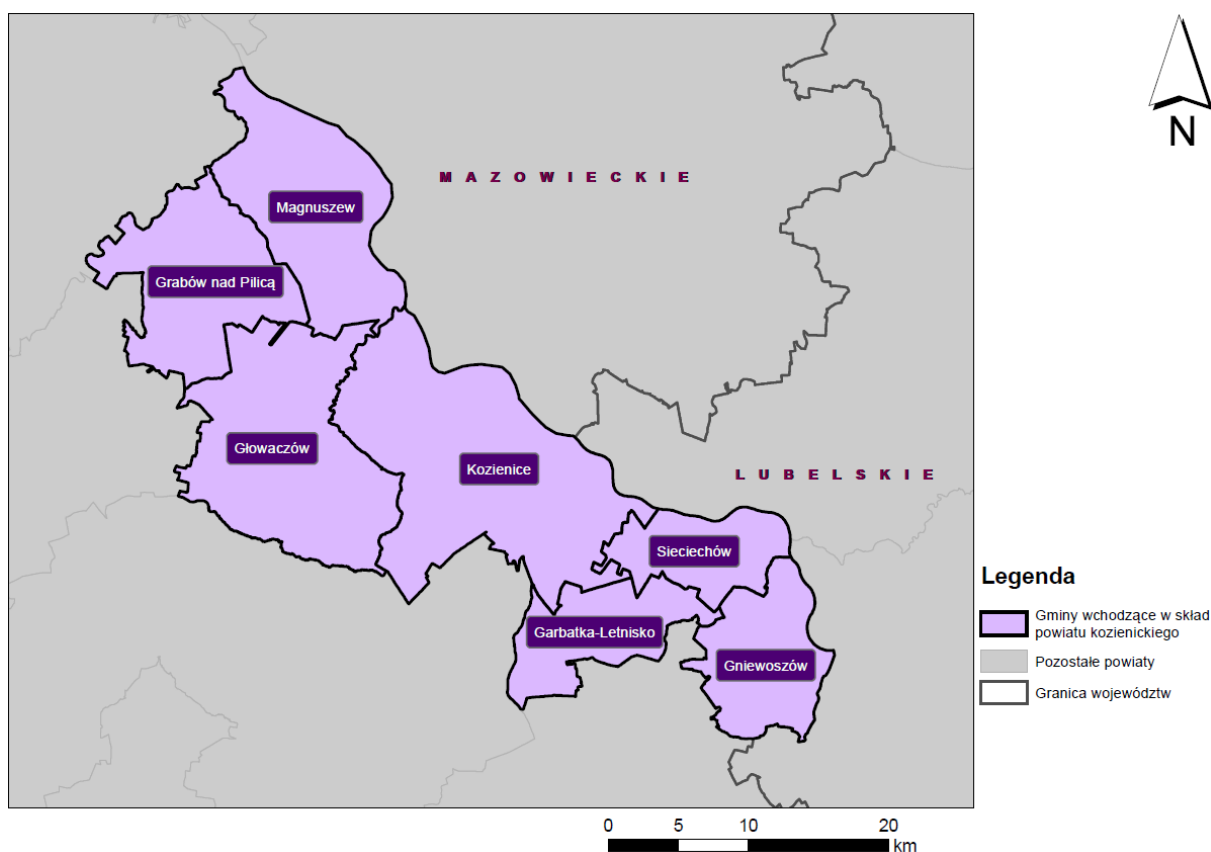 N
MAZOWIECKIE
Magnuszew
Grabów nad Pilicą
Głowaczów
Kozienice
LUBELSKIE
Sieciechów
Garbatka-Letnisko
Gniewoszów
Legenda
Gminy wchodzące w skład
powiatu kozienickiego
Pozostałe powiaty
Granica województw
0 5 10 20
km